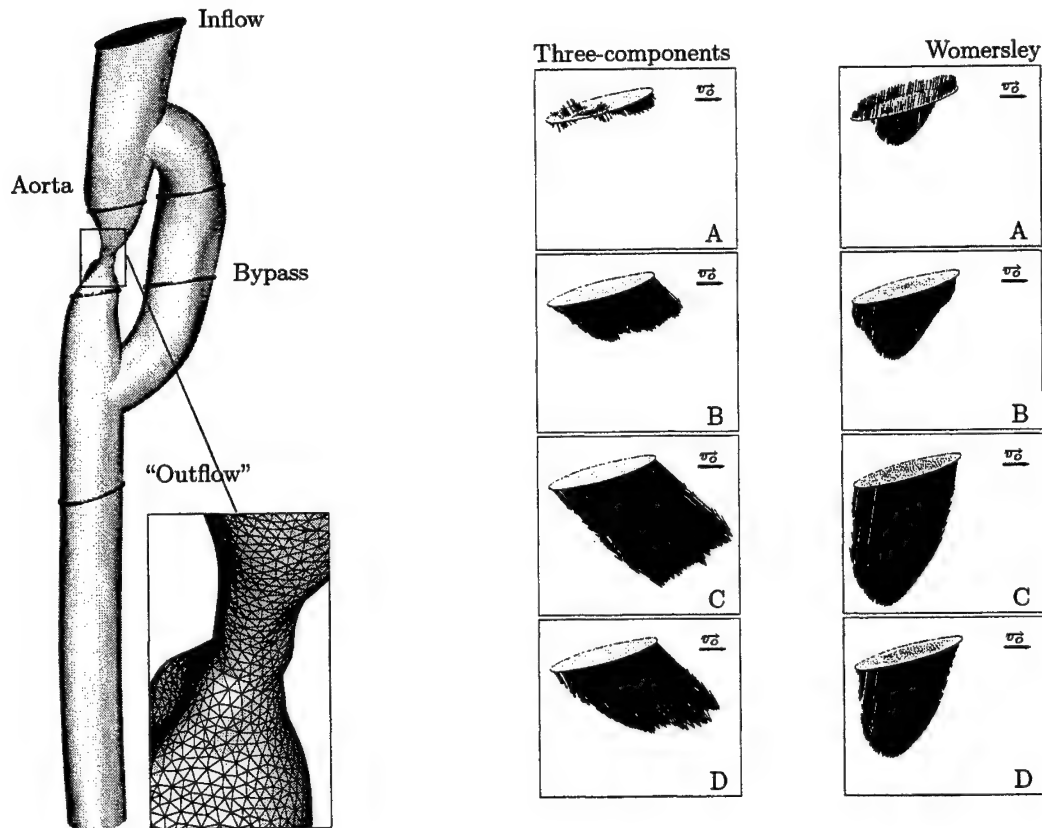 Inflow
Aorta
Bypass
“Outflow”
Three-components
Womersley
v⃗o
A
v⃗o
A
v⃗o
B
v⃗o
B
v⃗o
C
v⃗o
C
v⃗o
D
v⃗o
D